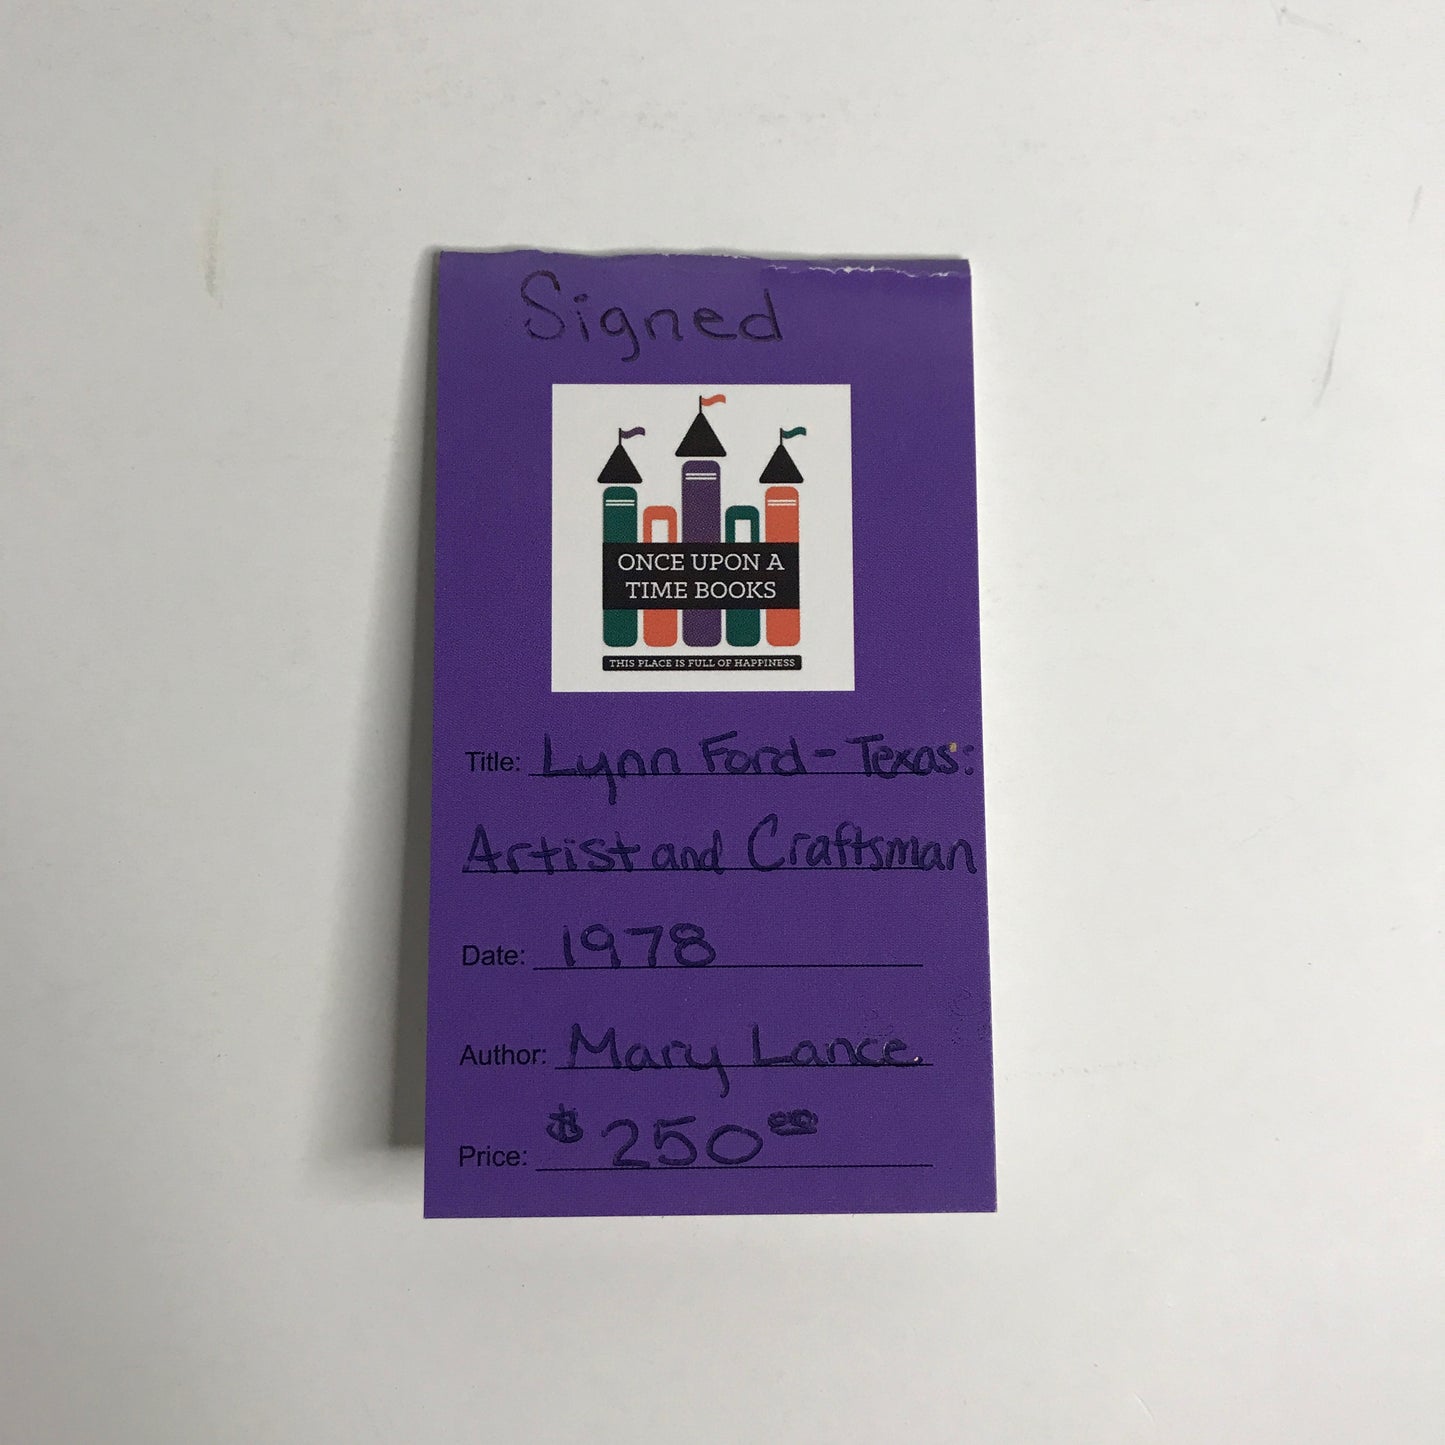 Signed
ONCE UPON A
TIME BOOKS
THIS PLACE IS FULL OF HAPPINESS
Title: Lynn Ford - Texas:
Artist and Craftsman
Date: 1978
Author: Mary Lance
Price: $250.00